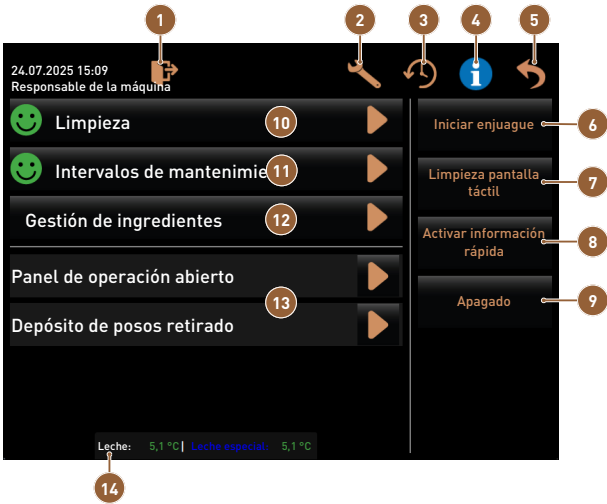 1 2 3 4 5
24.07.2025 15:09
Responsable de la máquina
Limpieza 10
Intervalos de mantenimie 11
Gestión de ingredientes 12
Panel de operación abierto
13
Depósito de posos retirado
Iniciar enjuague 6
Limpieza pantalla
táctil
7
Activar información
rápida
8
Apagado 9
Leche: 5,1 °C| Leche especial: 5,1 °C
14